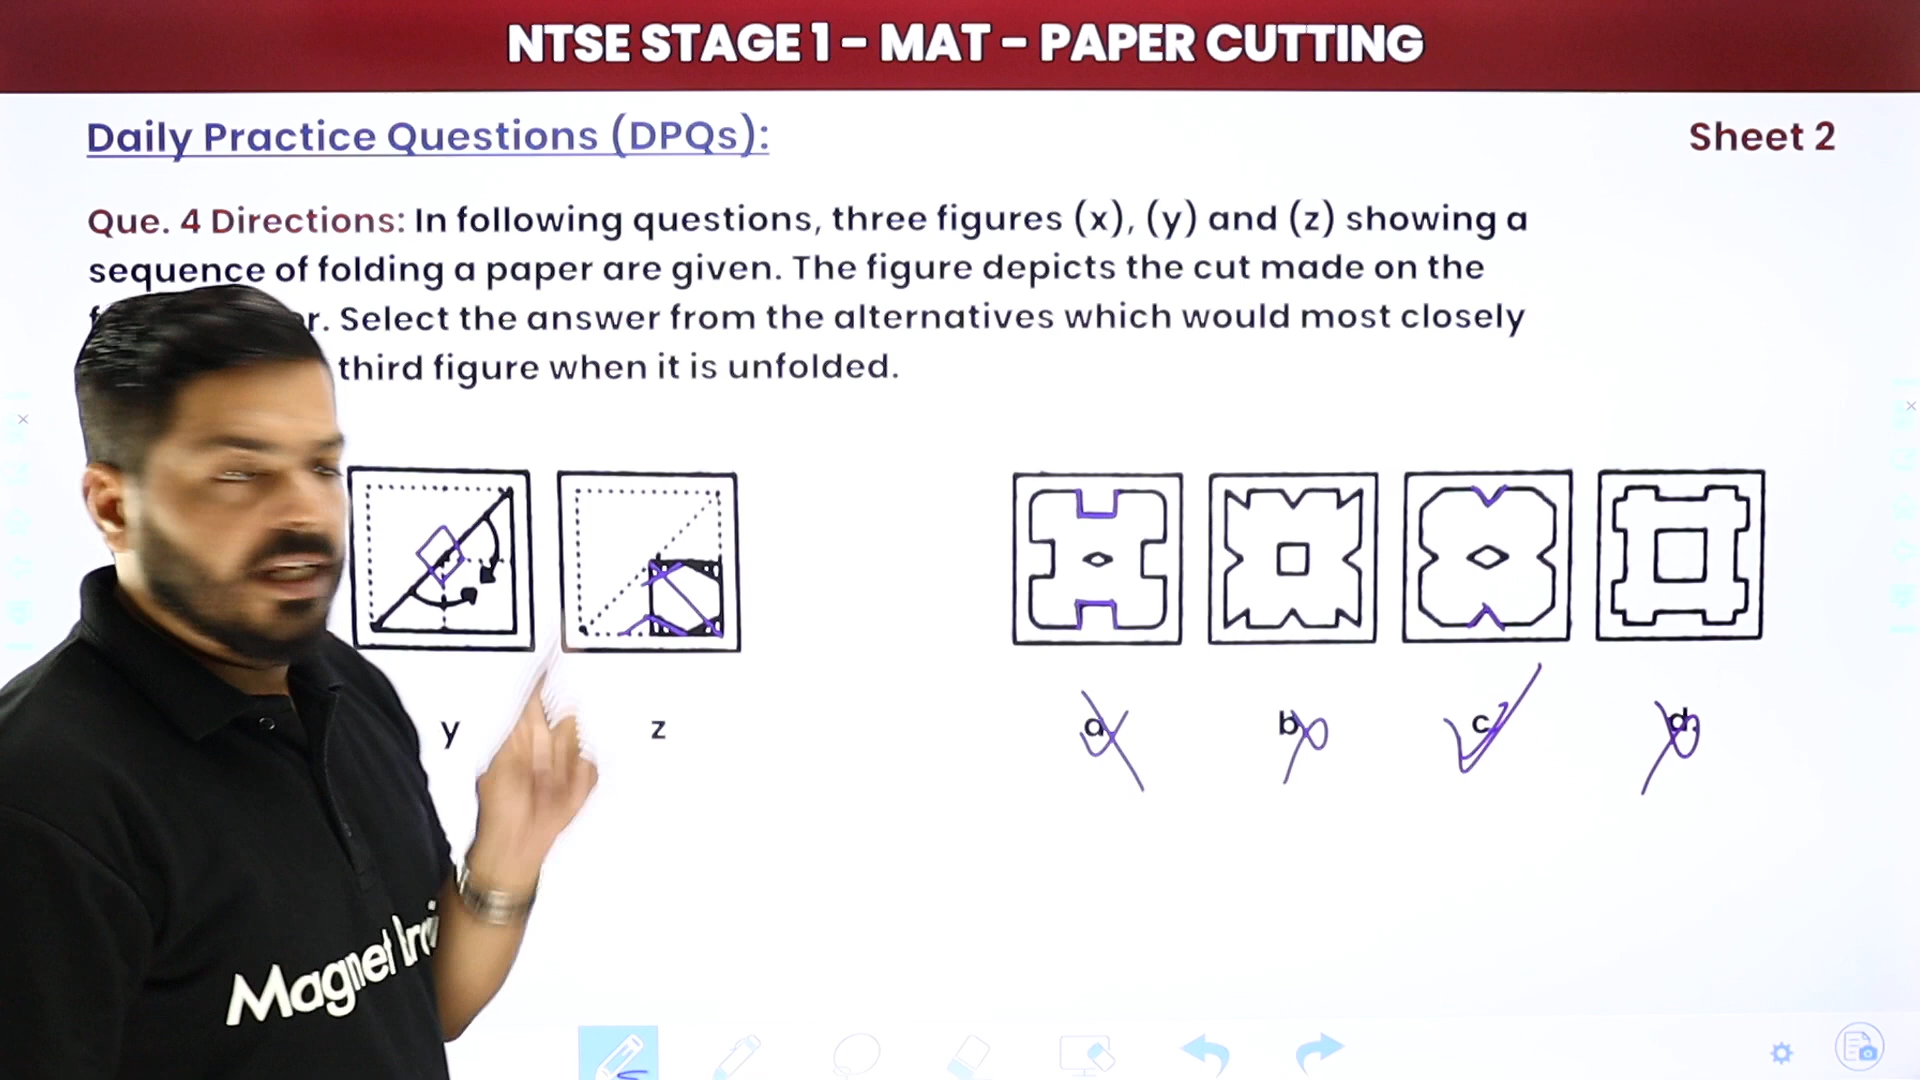 NTSE STAGE 1 – MAT – PAPER CUTTING
Daily Practice Questions (DPQs):
Sheet 2
Que. 4 Directions: In following questions, three figures (x), (y) and (z) showing a
sequence of folding a paper are given. The figure depicts the cut made on the
r. Select the answer from the alternatives which would most closely
third figure when it is unfolded.
y
z
a
b
c
d
Magnet